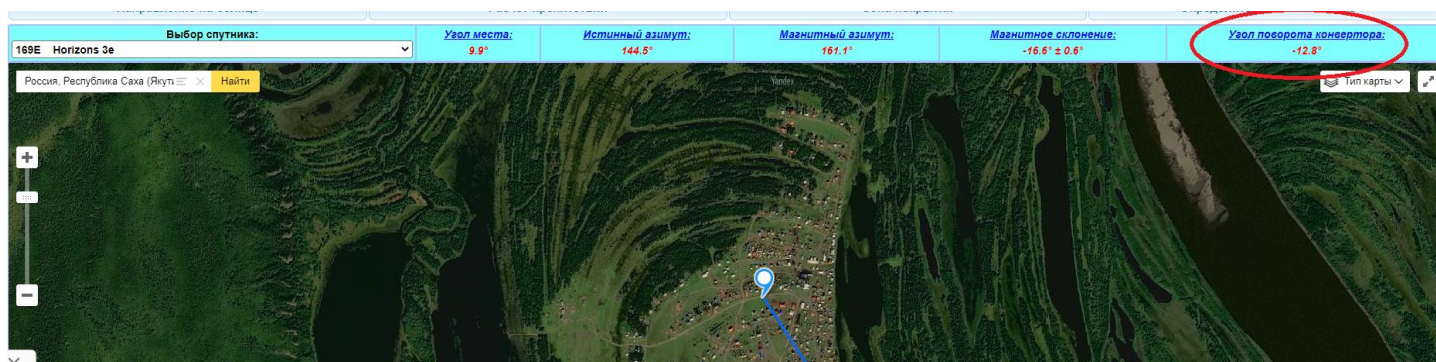 Выбор спутника:
169E Horizons 3e
Угол места:
9.9°
Истинный азимут:
144.5°
Магнитный азимут:
161.1°
Магнитное склонение:
-16.6° ± 0.6°
Угол поворота конвертора:
-12.8°
Россия, Республика Саха (Якути
Найти
Yandex
Тип карты